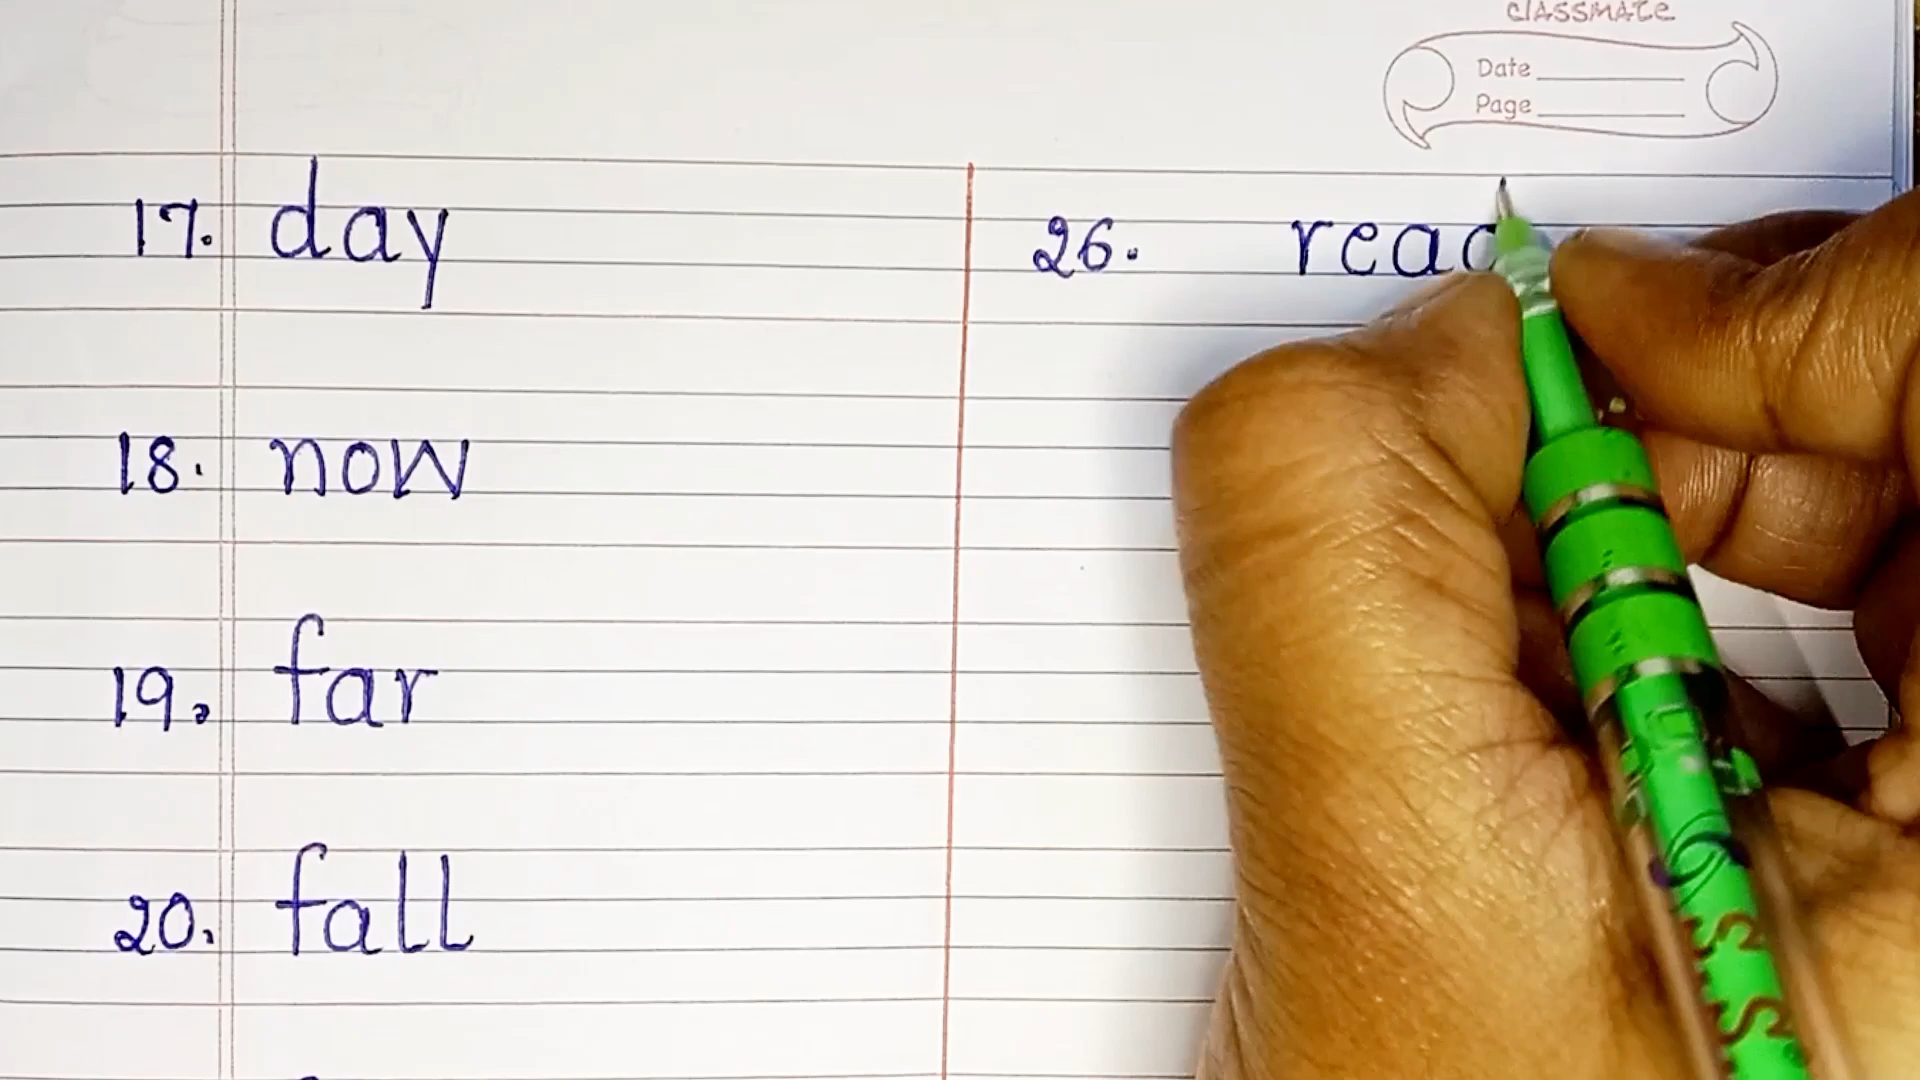 classmate
Date
Page
17. day
18. now
19. far
20. fall
26.